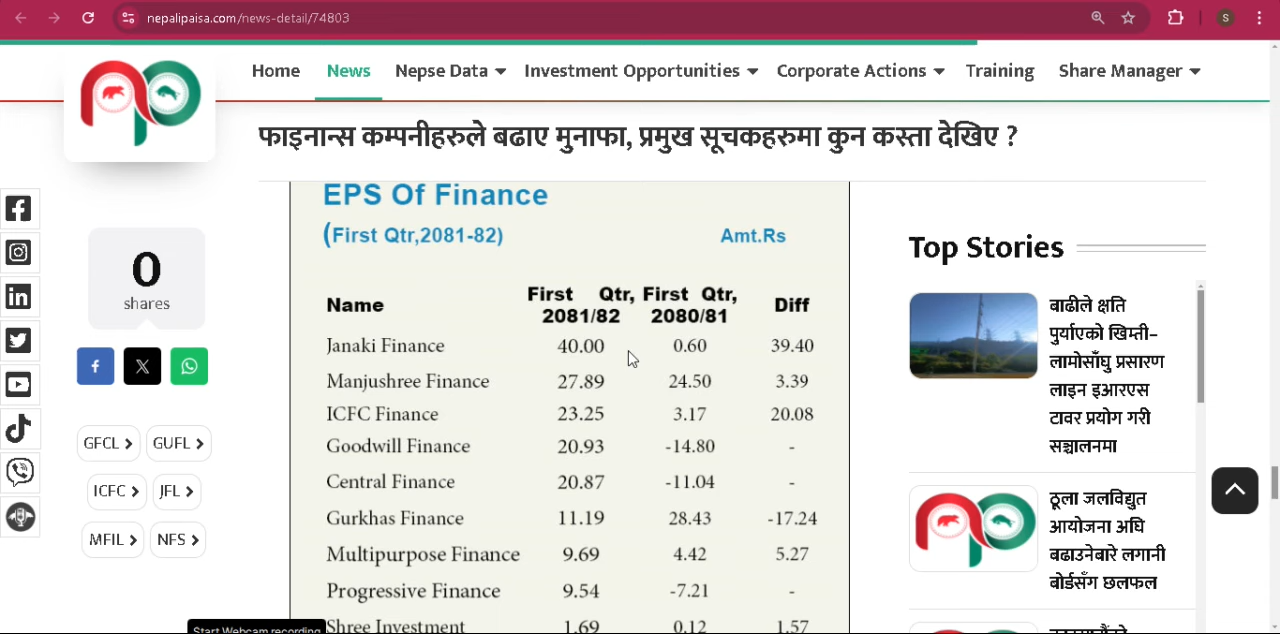 nepalipaisa.com/news-detail/74803
S
Home News Nepse Data Investment Opportunities Corporate Actions Training Share Manager
फाइनान्स कम्पनीहरुले बढाए मुनाफा, प्रमुख सूचकहरुमा कुन कस्ता देखिए ?
0
shares
GFCL GUFL
ICFC JFL
MFIL NFS
EPS Of Finance
(First Qtr,2081-82) Amt.Rs
Name First Qtr, 2081/82 First Qtr, 2080/81 Diff
Janaki Finance 40.00 0.60 39.40
Manjushree Finance 27.89 24.50 3.39
ICFC Finance 23.25 3.17 20.08
Goodwill Finance 20.93 -14.80 -
Central Finance 20.87 -11.04 -
Gurkhas Finance 11.19 28.43 -17.24
Multipurpose Finance 9.69 4.42 5.27
Progressive Finance 9.54 -7.21 -
Shree Investment 1.69 0.12 1.57
Start Webcam recording
Top Stories
बाढीले क्षति
पुर्याएको खिम्ती-
लामोसाँघु प्रसारण
लाइन इआरएस
टावर प्रयोग गरी
सञ्चालनमा
ठूला जलविद्युत
आयोजना अघि
बढाउनेबारे लगानी
बोर्डसँग छलफल